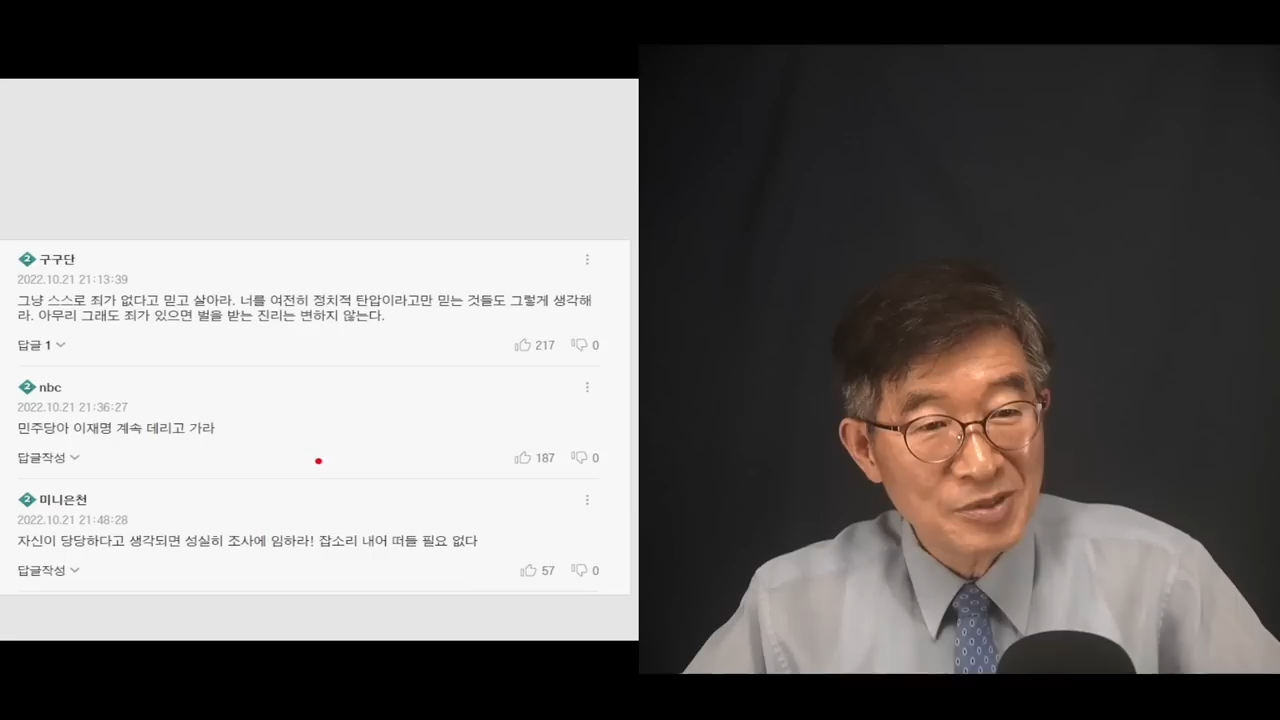 2 구구단
2022.10.21 21:13:39
그냥 스스로 죄가 없다고 믿고 살아라. 너를 여전히 정치적 탄압이라고만 믿는 것들도 그렇게 생각해
라. 아무리 그래도 죄가 있으면 벌을 받는 진리는 변하지 않는다.
답글 1 217 0
2 nbc
2022.10.21 21:36:27
민주당아 이재명 계속 데리고 가라
답글작성 187 0
2 미니은천
2022.10.21 21:48:28
자신이 당당하다고 생각되면 성실히 조사에 임하라! 잡소리 내어 떠들 필요 없다
답글작성 57 0